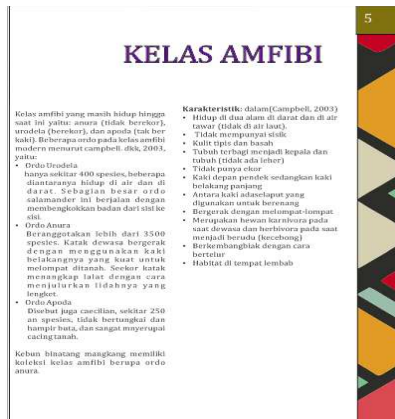 5
KELAS AMFIBI
Kelas amfibi yang masih hidup hingga
saat ini yaitu: anura (tidak berekor),
urodela (berekor), dan apoda (tak ber
kaki). Beberapa ordo pada kelas amfibi
modern menurut campbell. dkk, 2003,
yaitu:
• Ordo Urodela
hanya sekitar 400 spesies, beberapa
diantaranya hidup di air dan di
darat. Sebagian besar ordo
salamander ini berjalan dengan
membengkokkan badan dari sisi ke
sisi.
• Ordo Anura
Beranggotakan lebih dari 3500
spesies. Katak dewasa bergerak
dengan menggunakan kaki
belakangnya yang kuat untuk
melompat ditanah. Seekor katak
menangkap lalat dengan cara
menjulurkan lidahnya yang
lengket.
• Ordo Apoda
Disebut juga caecilian, sekitar 250
an spesies, tidak bertungkai dan
hampir buta, dan sangat mnyerupai
cacing tanah.
Kebun binatang mangkang memiliki
koleksi kelas amfibi berupa ordo
anura.
Karakteristik: dalam(Campbell, 2003)
• Hidup di dua alam di darat dan di air
tawar (tidak di air laut).
• Tidak mempunyai sisik
• Kulit tipis dan basah
• Tubuh terbagi menjadi kepala dan
tubuh (tidak ada leher)
• Tidak punya ekor
• Kaki depan pendek sedangkan kaki
belakang panjang
• Antara kaki adaselaput yang
digunakan untuk berenang
• Bergerak dengan melompat-lompat
• Merupakan hewan karnivora pada
saat dewasa dan herbivora pada saat
menjadi berudu (kecebong)
• Berkembangbiak dengan cara
bertelur
• Habitat di tempat lembab